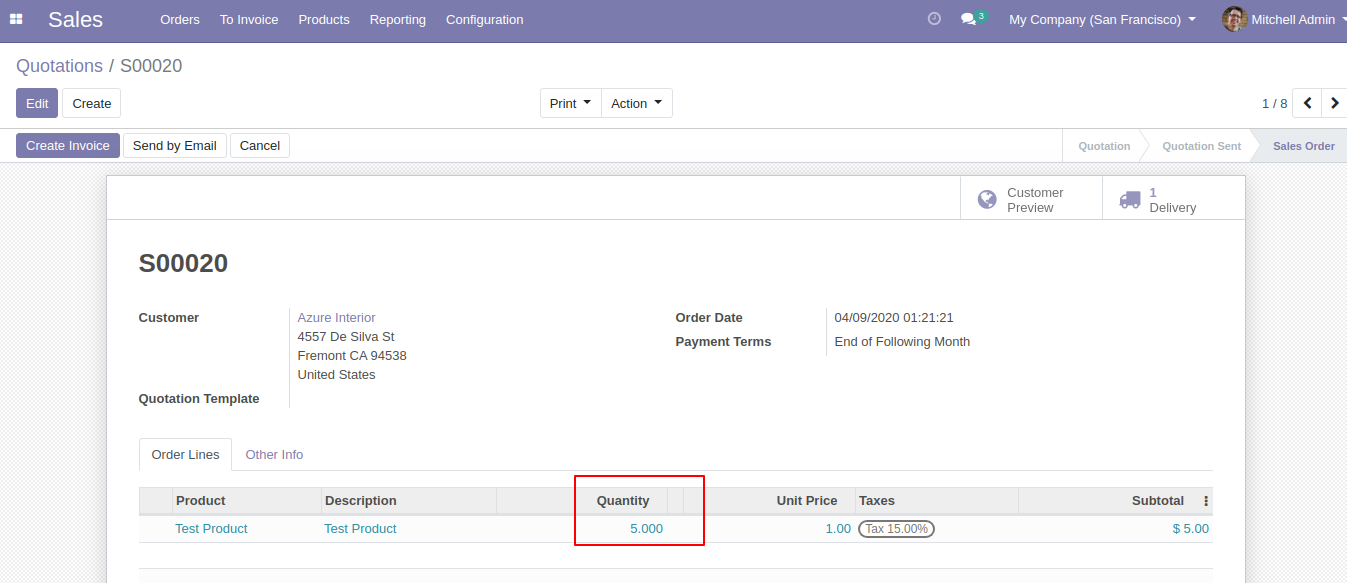 Sales Orders To Invoice Products Reporting Configuration 3 My Company (San Francisco) Mitchell Admin
Quotations / S00020
Edit Create Print Action 1 / 8
Create Invoice Send by Email Cancel Quotation Quotation Sent Sales Order
Customer Preview 1 Delivery
S00020
Customer Azure Interior Order Date 04/09/2020 01:21:21
4557 De Silva St Payment Terms End of Following Month
Fremont CA 94538
United States
Quotation Template
Order Lines Other Info
Product Description Quantity Unit Price Taxes Subtotal
Test Product Test Product 5.000 1.00 Tax 15.00% $ 5.00